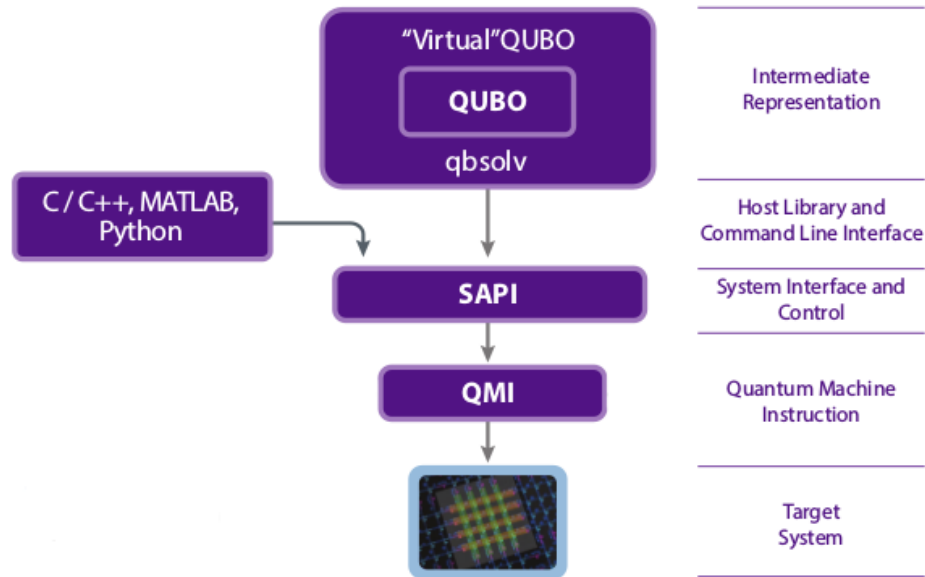 “Virtual”QUBO
QUBO
qbsolv
Intermediate
Representation
C / C++, MATLAB,
Python
Host Library and
Command Line Interface
SAPI
System Interface and
Control
QMI
Quantum Machine
Instruction
Target
System